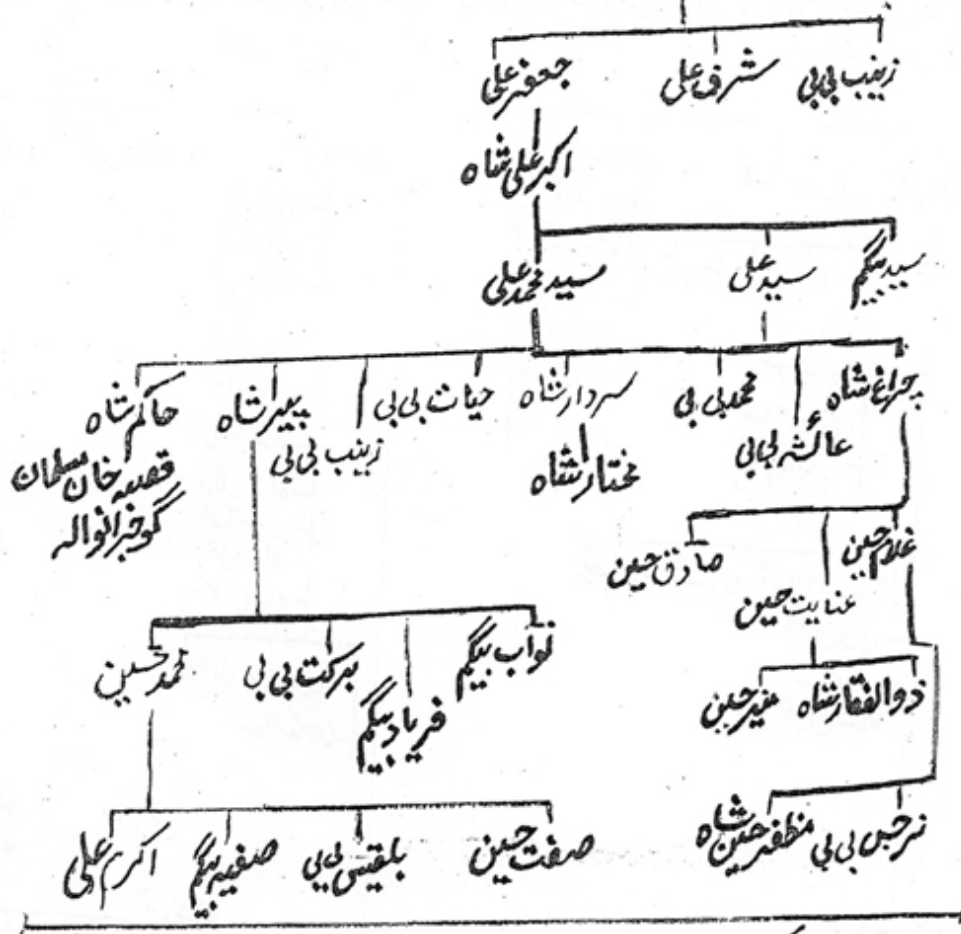 زینب بی بی شرف علی جعفر علی
اکبر علی شاہ
سید بیگم سید علی سید محمد علی
چراغ شاہ محمد بی بی سردار شاہ حیات بی بی پیر شاہ حاکم شاہ
عائشہ بی بی مختار شاہ زینب بی بی قصبہ خان مسلمان
گوجرانوالہ
غلام حسین صادق حسین
عنایت حسین
نواب بیگم برکت بی بی محمد حسین
فریاد بیگم
ذوالفقار شاہ منیر حسین
نرجس بی بی مظفر حسین شاہ صفت حسین بلقیس بی بی صفیہ بیگم اکرم علی